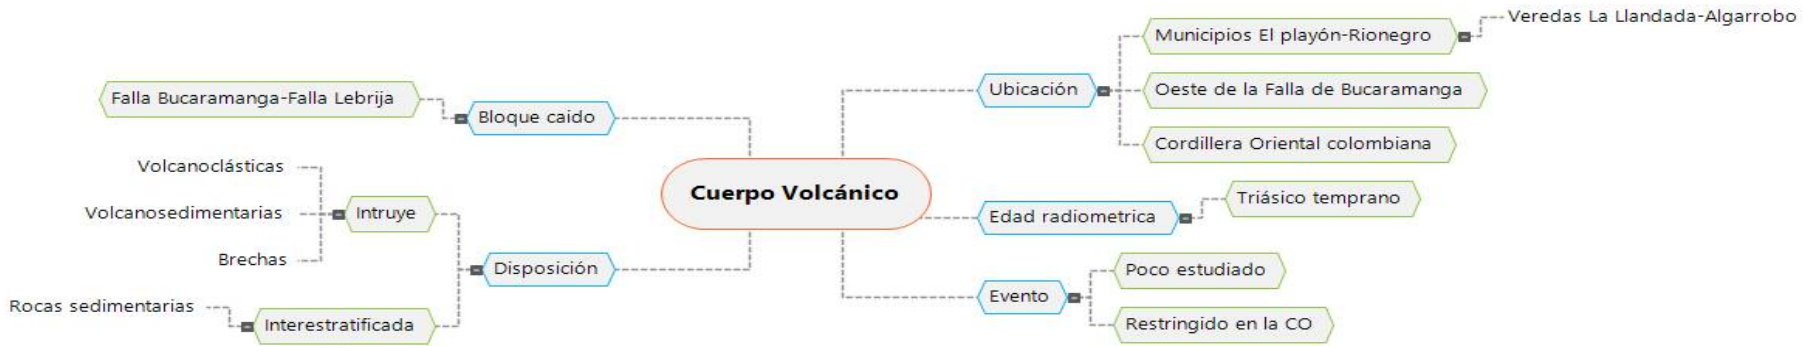 Cuerpo Volcánico
Ubicación
Municipios El playón-Rionegro
Veredas La Llandada-Algarrobo
Oeste de la Falla de Bucaramanga
Cordillera Oriental colombiana
Edad radiometrica
Triásico temprano
Evento
Poco estudiado
Restringido en la CO
Bloque caido
Falla Bucaramanga-Falla Lebrija
Disposición
Intruye
Volcanoclásticas
Volcanosedimentarias
Brechas
Interestratificada
Rocas sedimentarias